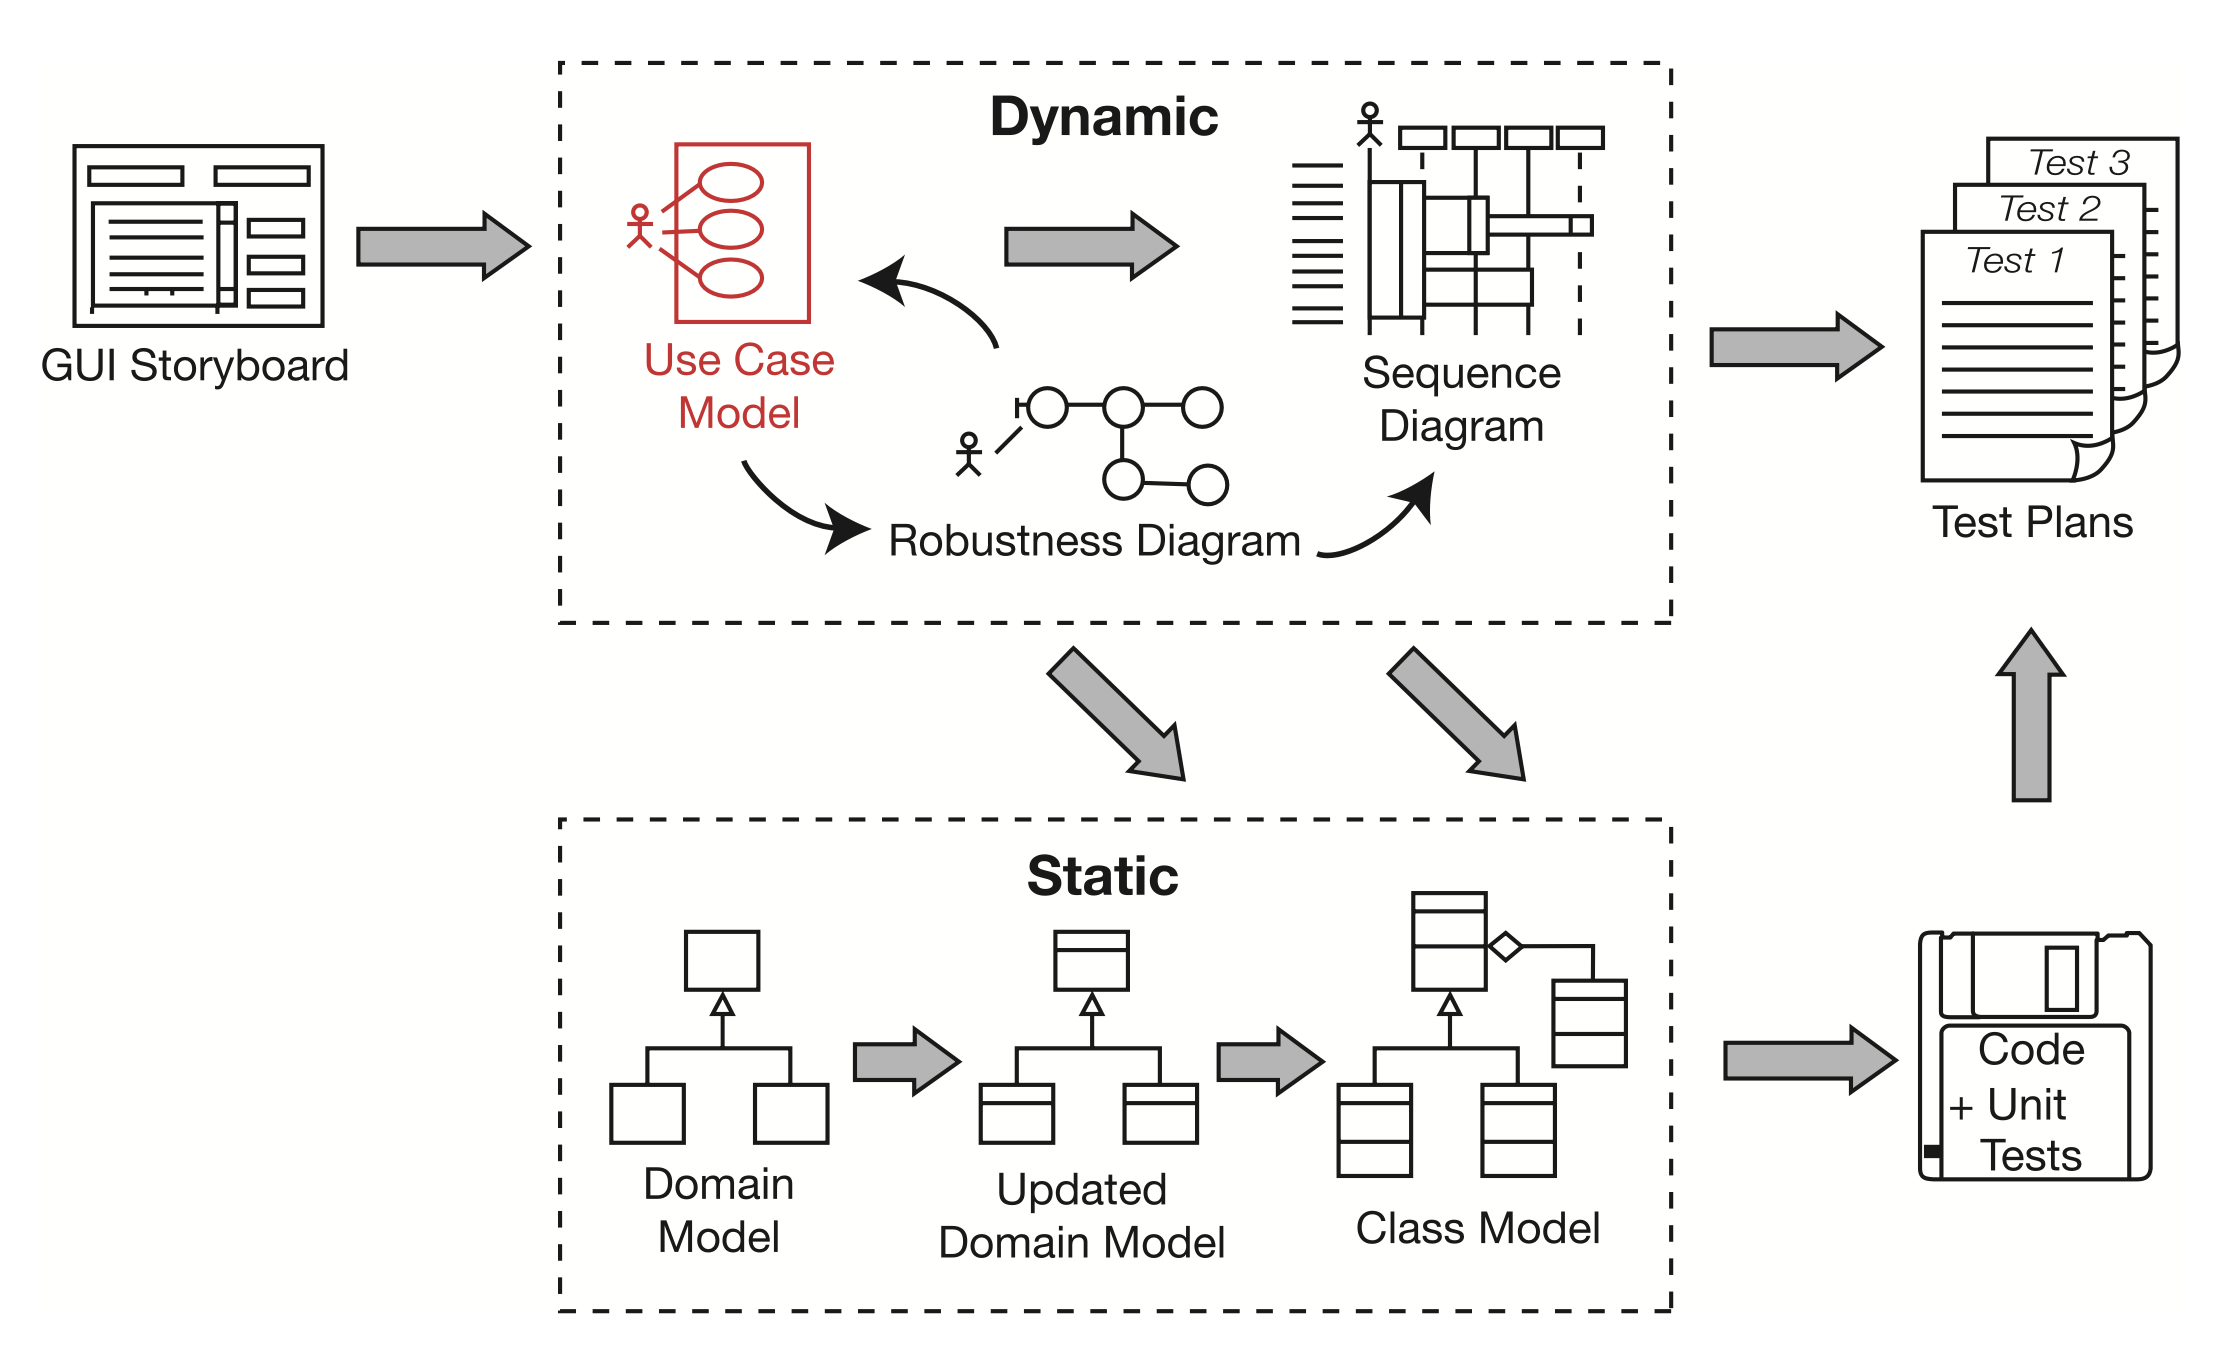 Dynamic
GUI Storyboard
Use Case
Model
Robustness Diagram
Sequence
Diagram
Test 3
Test 2
Test 1
Test Plans
Static
Domain
Model
Updated
Domain Model
Class Model
Code
+ Unit
Tests